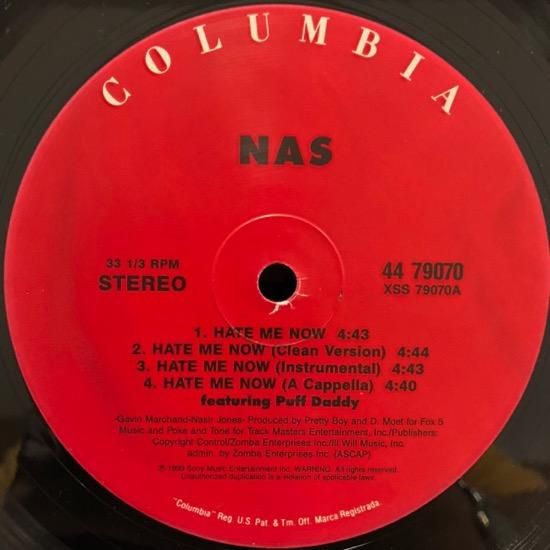 COLUMBIA
NAS
33 1/3 RPM
STEREO
44 79070
XSS 79070A
1. HATE ME NOW 4:43
2. HATE ME NOW (Clean Version) 4:44
3. HATE ME NOW (Instrumental) 4:43
4. HATE ME NOW (A Cappella) 4:40
featuring Puff Daddy
-Gavin Marchand-Nasir Jones- Produced by Pretty Boy and D. Moet for Fox 5
Music and Poke and Tone for Track Masters Entertainment, Inc./Publishers:
Copyright Control/Zomba Enterprises Inc./Ill Will Music, Inc.
admin. by Zomba Enterprises Inc. (ASCAP)
℗ 1999 Sony Music Entertainment Inc. WARNING. All rights reserved.
Unauthorized duplication is a violation of applicable laws.
"Columbia" Reg. U.S. Pat. & Tm. Off. Marca Registrada.